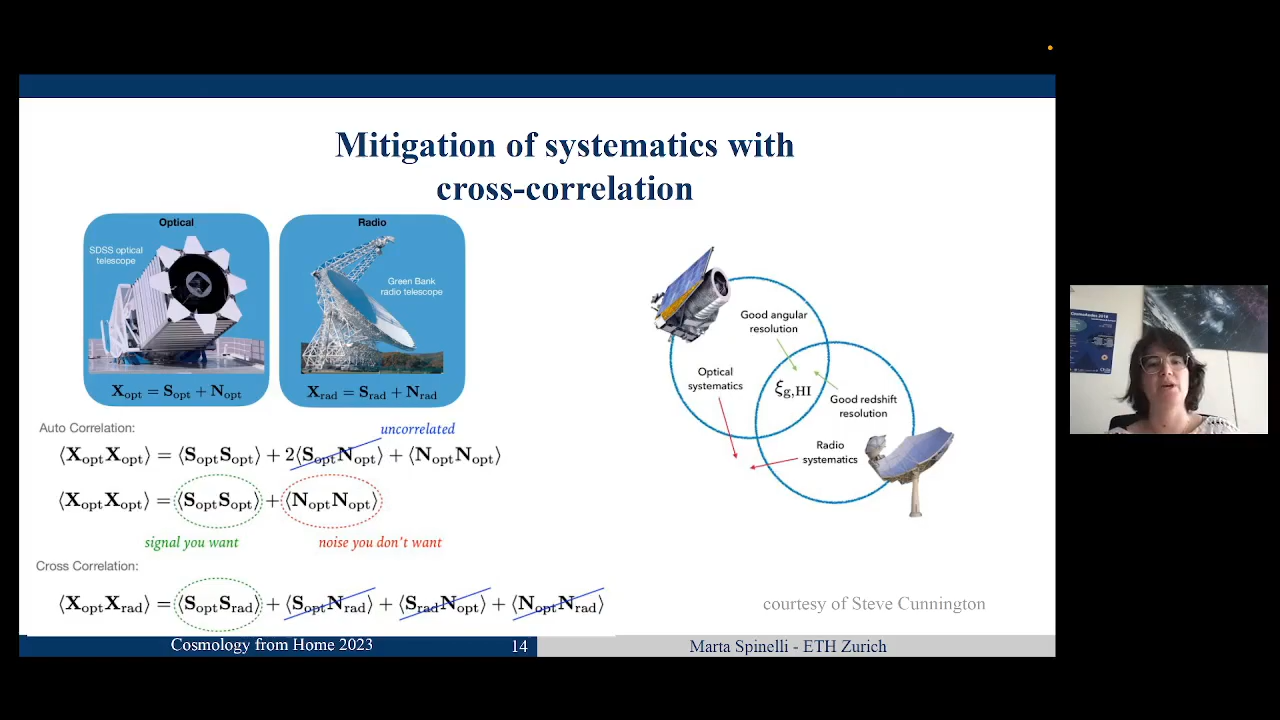 Mitigation of systematics with
cross-correlation
Optical
SDSS optical
telescope
X_opt = S_opt + N_opt
Radio
Green Bank
radio telescope
X_rad = S_rad + N_rad
Auto Correlation:
uncorrelated
⟨X_opt X_opt⟩ = ⟨S_opt S_opt⟩ + 2⟨S_opt N_opt⟩ + ⟨N_opt N_opt⟩
⟨X_opt X_opt⟩ = ⟨S_opt S_opt⟩ + ⟨N_opt N_opt⟩
signal you want
noise you don't want
Cross Correlation:
⟨X_opt X_rad⟩ = ⟨S_opt S_rad⟩ + ⟨S_opt N_rad⟩ + ⟨S_rad N_opt⟩ + ⟨N_opt N_rad⟩
Good angular
resolution
Optical
systematics
ξ_g,HI
Good redshift
resolution
Radio
systematics
courtesy of Steve Cunnington
Cosmology from Home 2023
14
Marta Spinelli - ETH Zurich